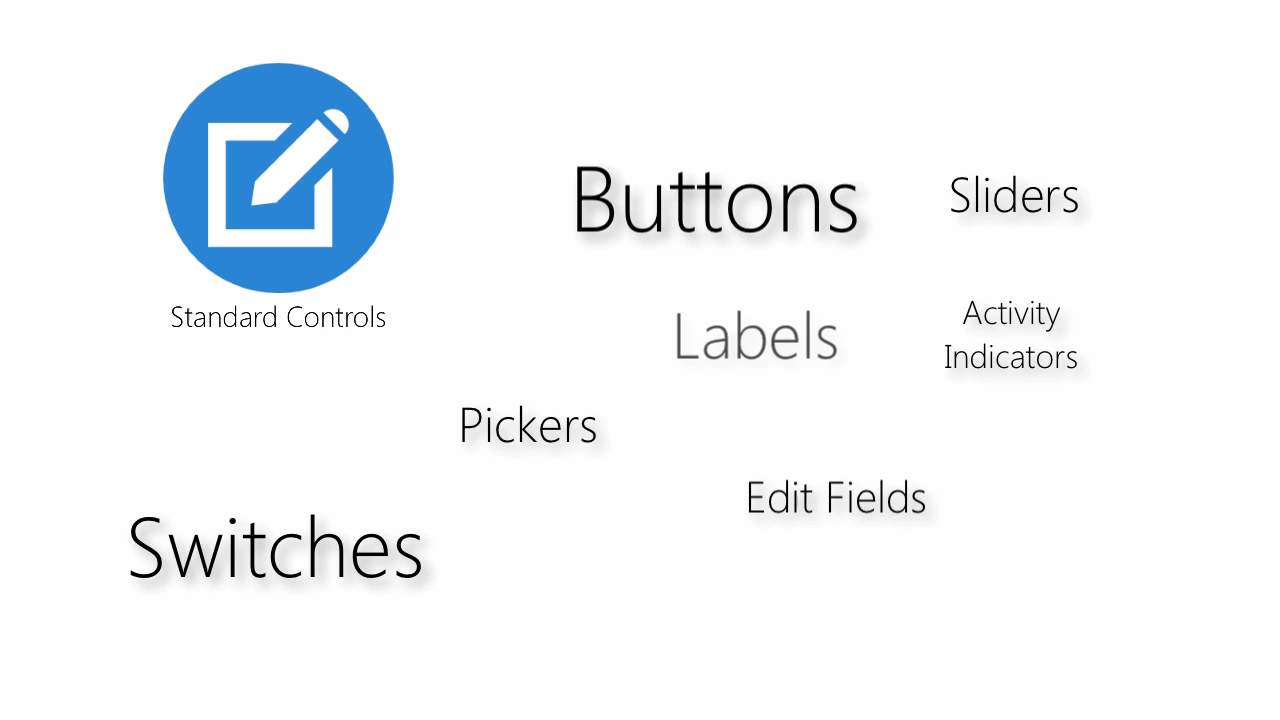 Standard Controls
Buttons
Sliders
Labels
Activity
Indicators
Pickers
Edit Fields
Switches